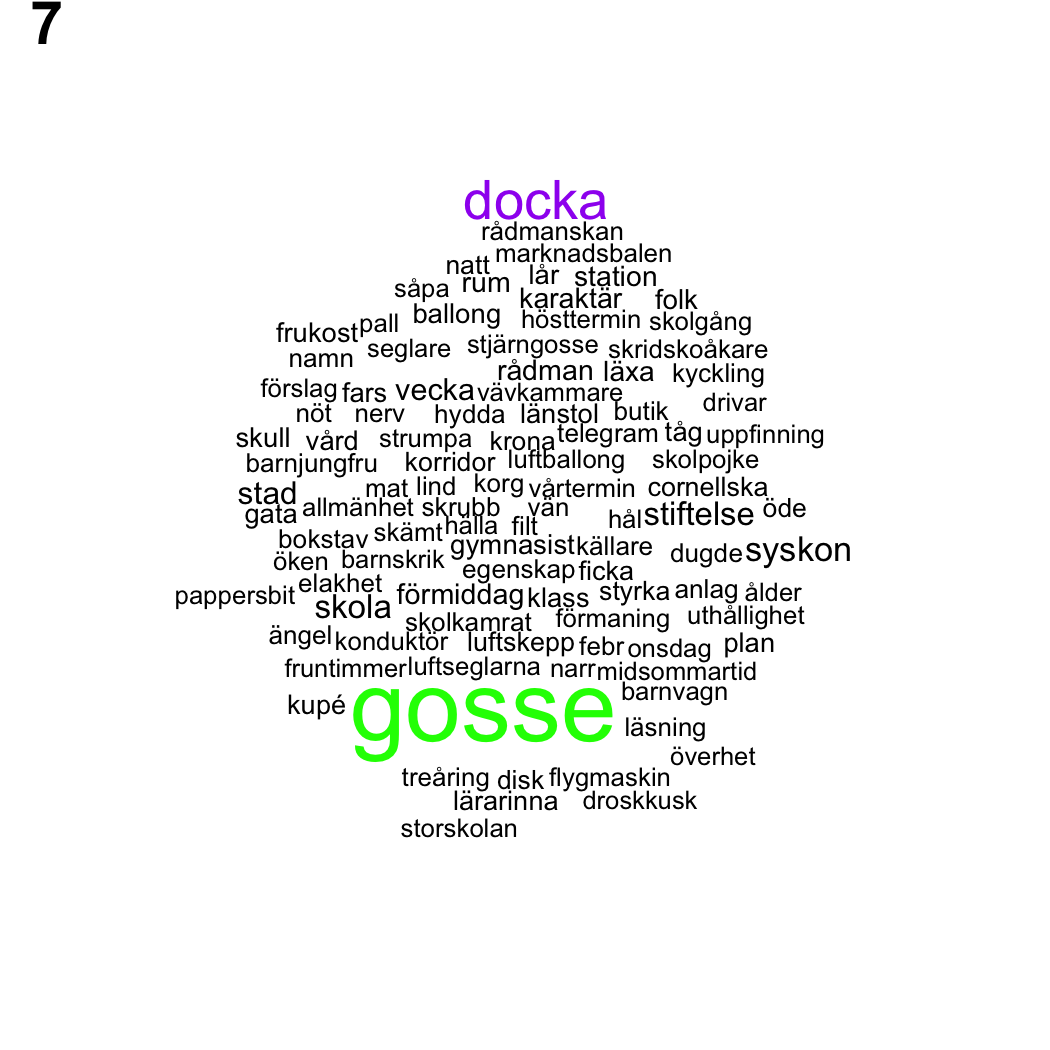 7
docka
rådmanskan
marknadsbalen
natt lår station
såpa rum karaktär folk
ballong hösttermin skolgång
frukost pall
namn seglare stjärngosse skridskoåkare
rådman läxa kyckling
förslag fars vecka vävkammare drivar
nöt nerv hydda länstol butik
skull vård strumpa krona telegram tåg uppfinning
barnjungfru korridor luftballong skolpojke
stad mat lind korg vårtermin cornellska
gata allmänhet skrubb vän hål stiftelse öde
bokstav skämt hälla filt
öken barnskrik gymnasist källare dugde syskon
elakhet egenskap ficka
pappersbit skola förmiddag klass styrka anlag ålder
skolkamrat förmaning uthållighet
ängel konduktör luftskepp febr onsdag plan
fruntimmer luftseglarna narr midsommartid
kupé gosse barnvagn
läsning
överhet
treåring disk flygmaskin
lärarinna droskkusk
storskolan